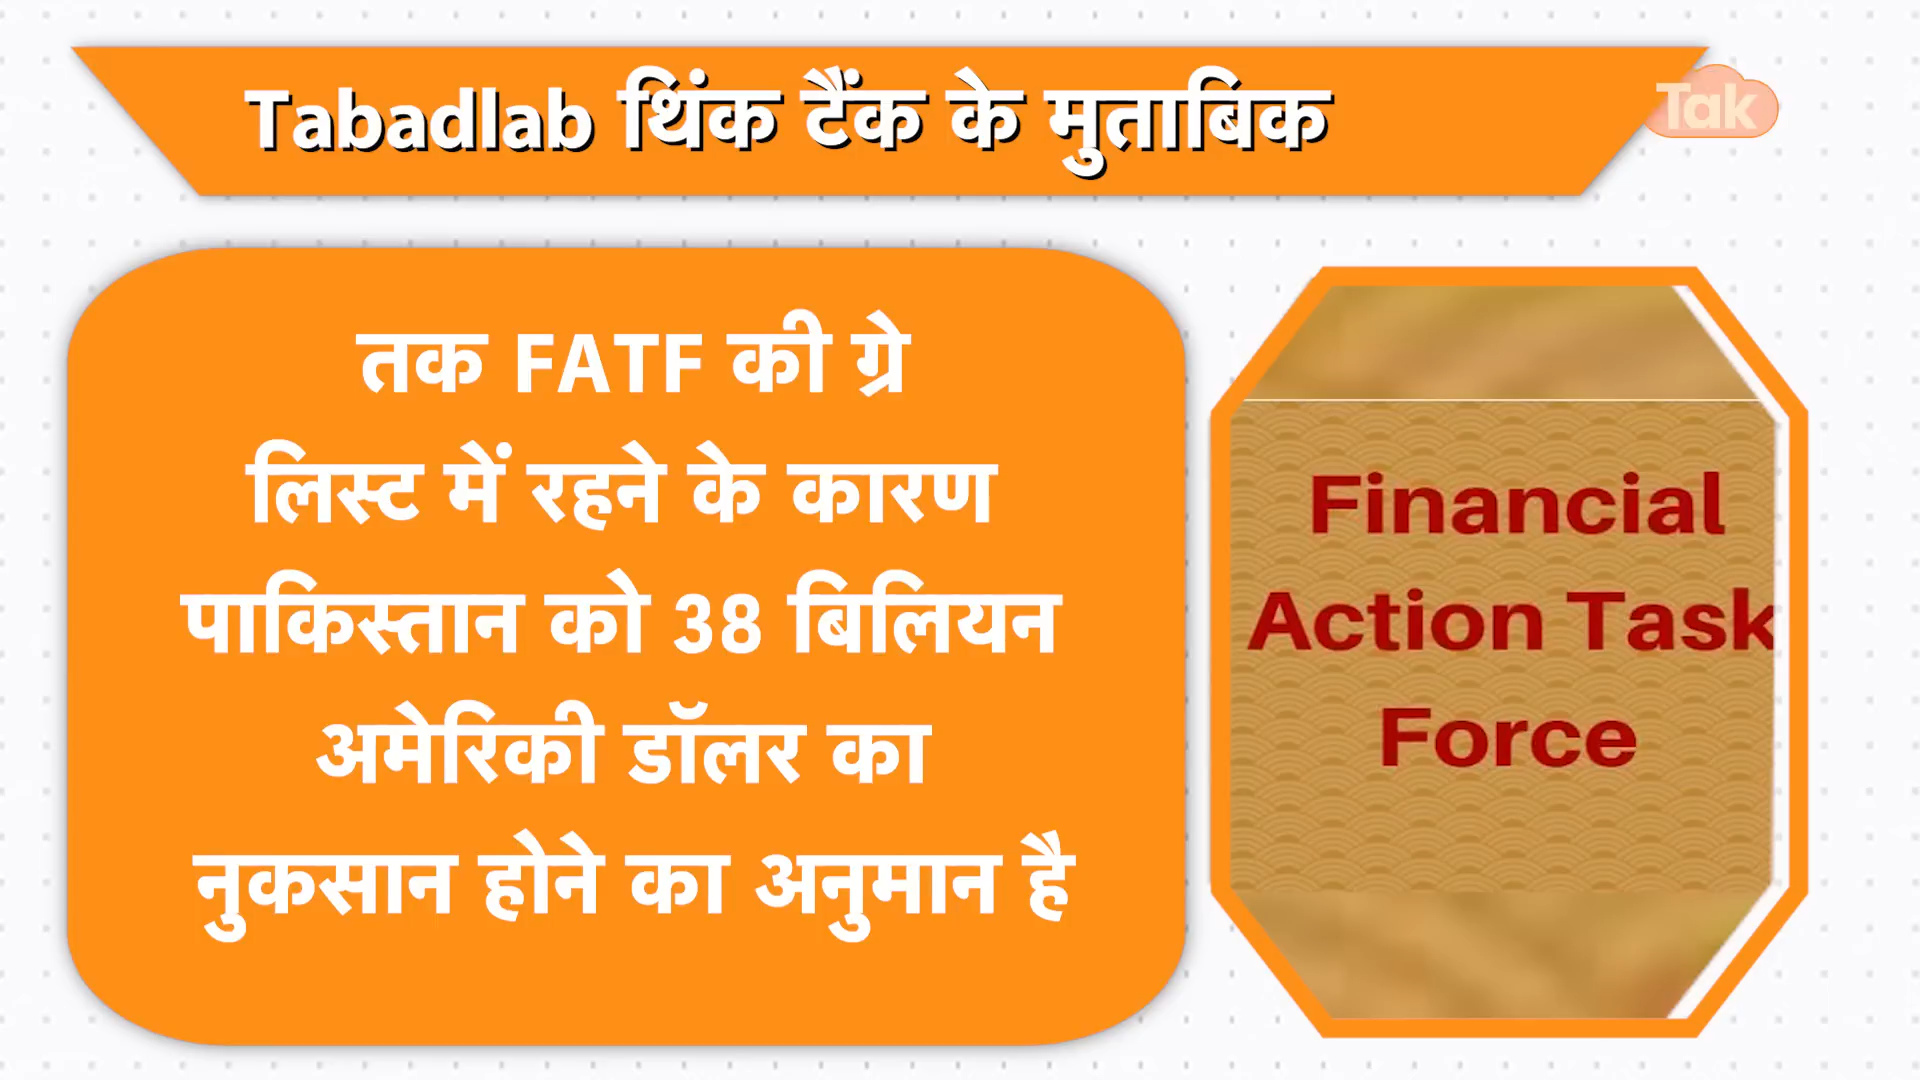 Tabadlab थिंक टैंक के मुताबिक
Tak
तक FATF की ग्रे
लिस्ट में रहने के कारण
पाकिस्तान को 38 बिलियन
अमेरिकी डॉलर का
नुकसान होने का अनुमान है
Financial
Action Task
Force